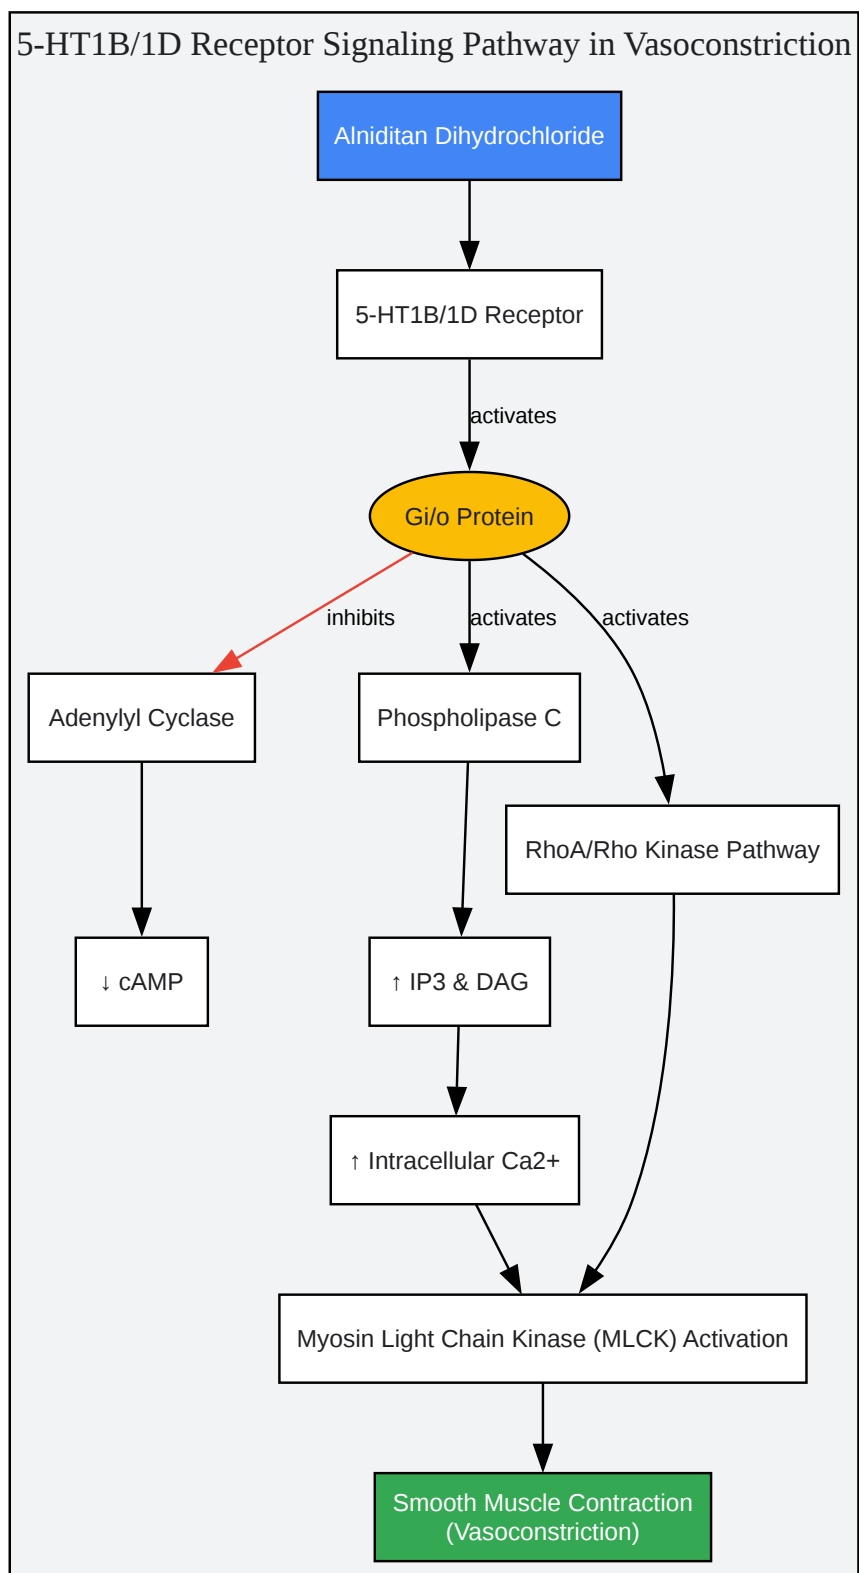 5-HT1B/1D Receptor Signaling Pathway in Vasoconstriction
Alniditan Dihydrochloride
5-HT1B/1D Receptor
activates
Gi/o Protein
inhibits
activates
activates
Adenylyl Cyclase
Phospholipase C
RhoA/Rho Kinase Pathway
↓ cAMP
↑ IP3 & DAG
↑ Intracellular Ca2+
Myosin Light Chain Kinase (MLCK) Activation
Smooth Muscle Contraction
(Vasoconstriction)